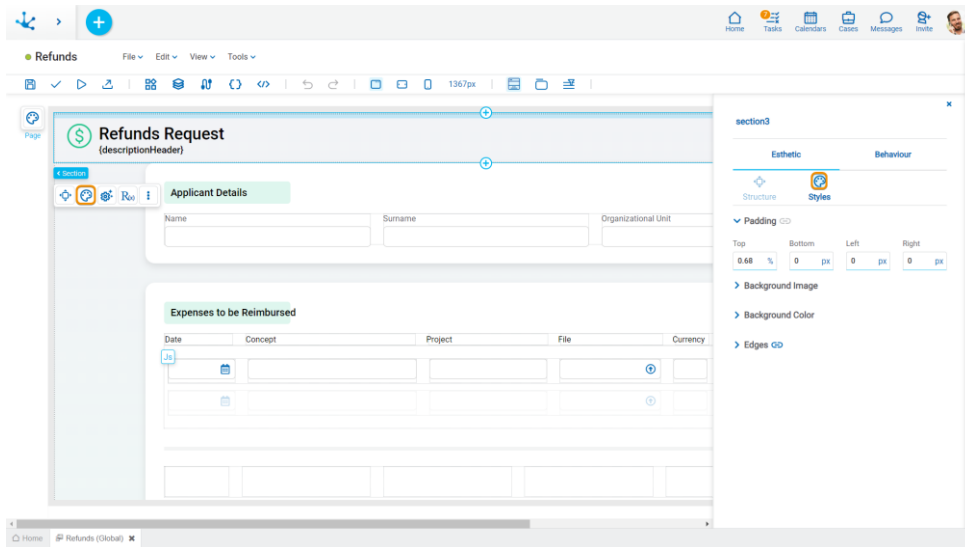 7
Home
Tasks
Calendars
Cases
Messages
Invite
Refunds
File
Edit
View
Tools
1367px
Page
$
Refunds Request
{descriptionHeader}
Section
R(x)
Applicant Details
Name
Surname
Organizational Unit
Expenses to be Reimbursed
Date
Concept
Project
File
Currency
Js
section3
Esthetic
Behaviour
Structure
Styles
Padding
Top
Bottom
Left
Right
0.68 %
0 px
0 px
0 px
Background Image
Background Color
Edges
Home
Refunds (Global)